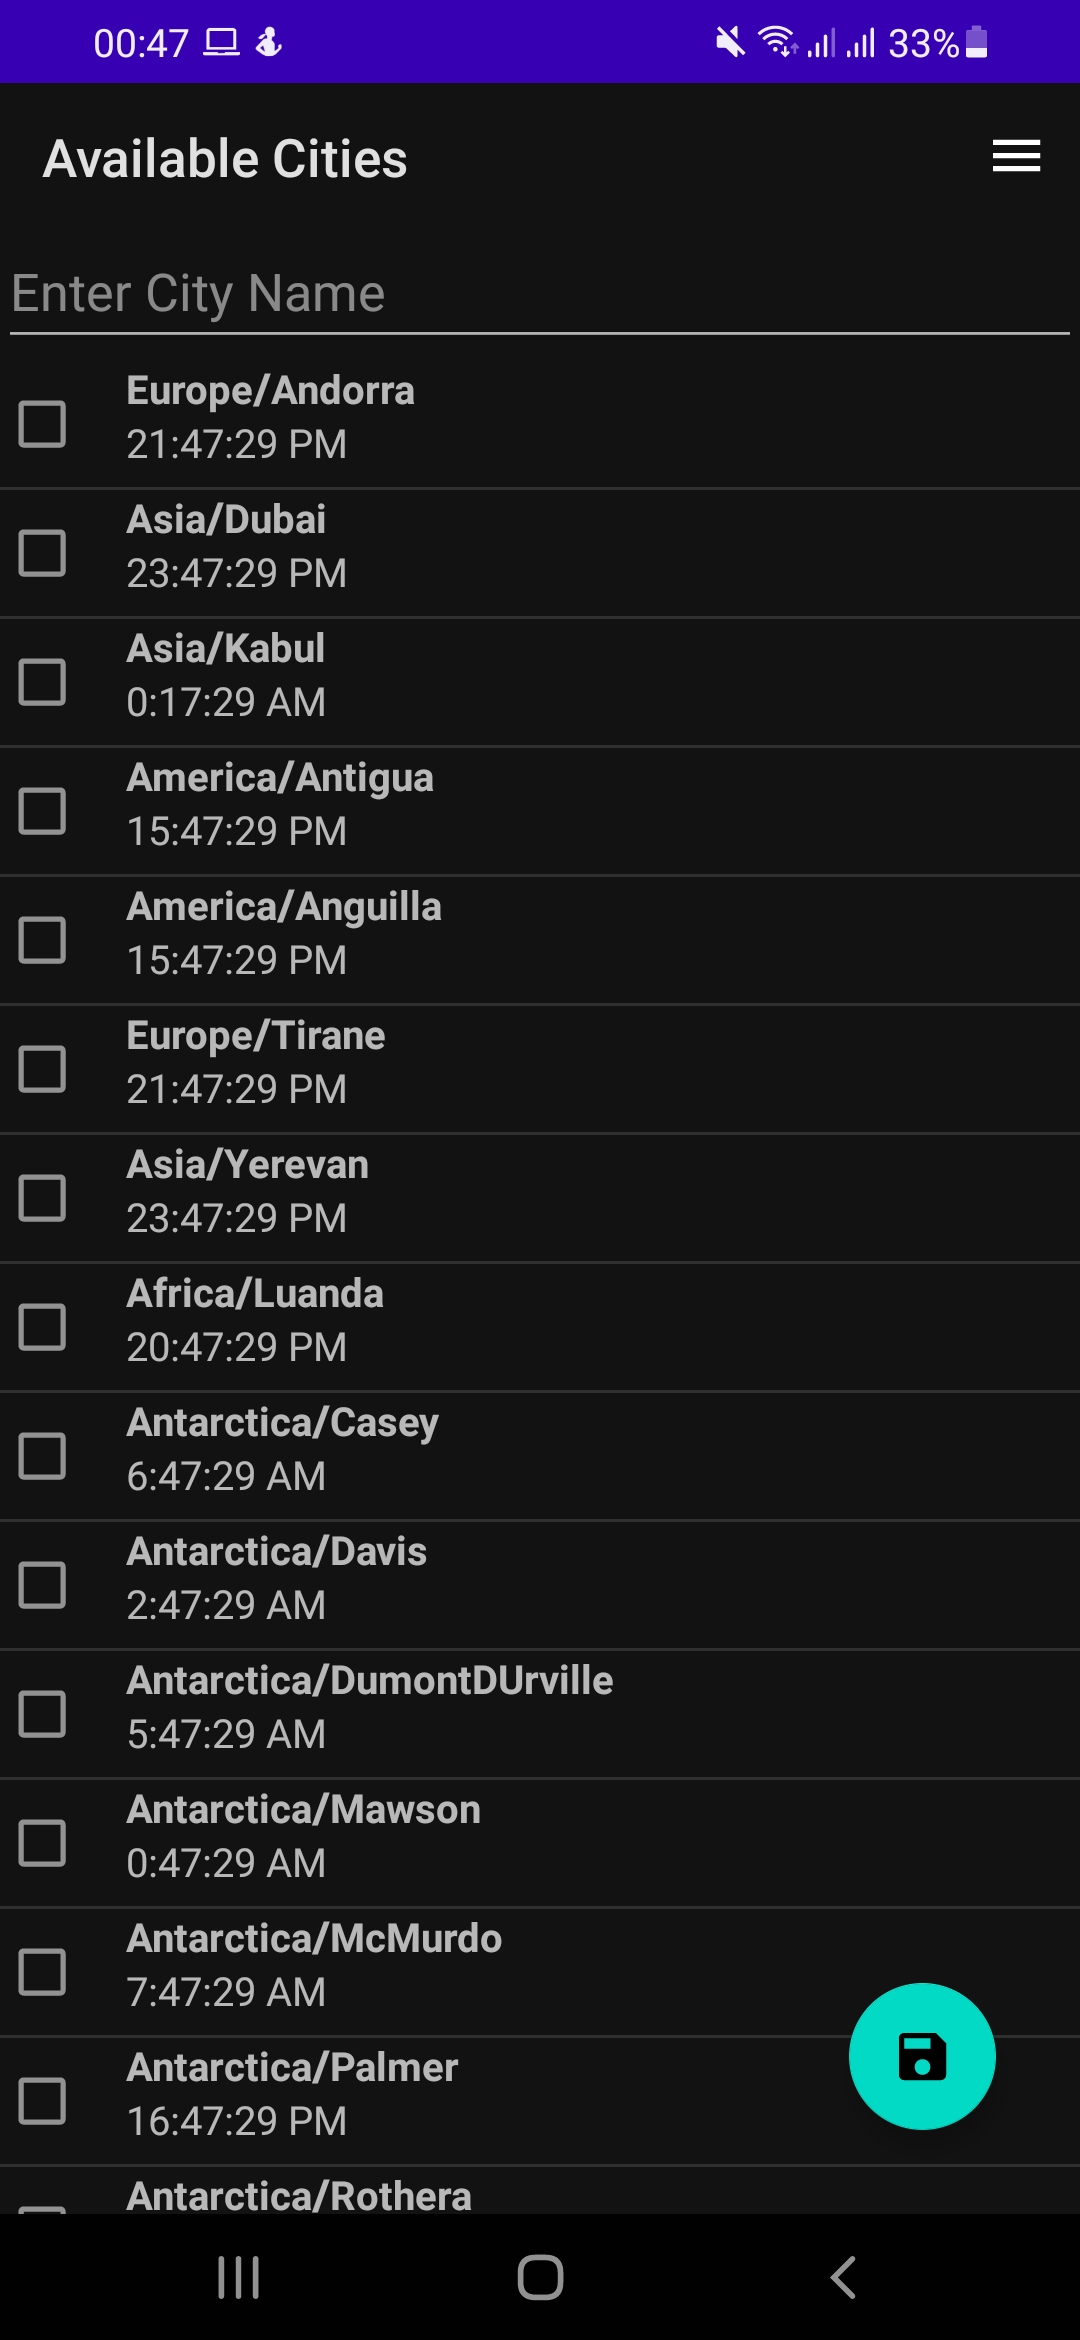 00:47
33%
Available Cities
Enter City Name
Europe/Andorra
21:47:29 PM
Asia/Dubai
23:47:29 PM
Asia/Kabul
0:17:29 AM
America/Antigua
15:47:29 PM
America/Anguilla
15:47:29 PM
Europe/Tirane
21:47:29 PM
Asia/Yerevan
23:47:29 PM
Africa/Luanda
20:47:29 PM
Antarctica/Casey
6:47:29 AM
Antarctica/Davis
2:47:29 AM
Antarctica/DumontDUrville
5:47:29 AM
Antarctica/Mawson
0:47:29 AM
Antarctica/McMurdo
7:47:29 AM
Antarctica/Palmer
16:47:29 PM
Antarctica/Rothera